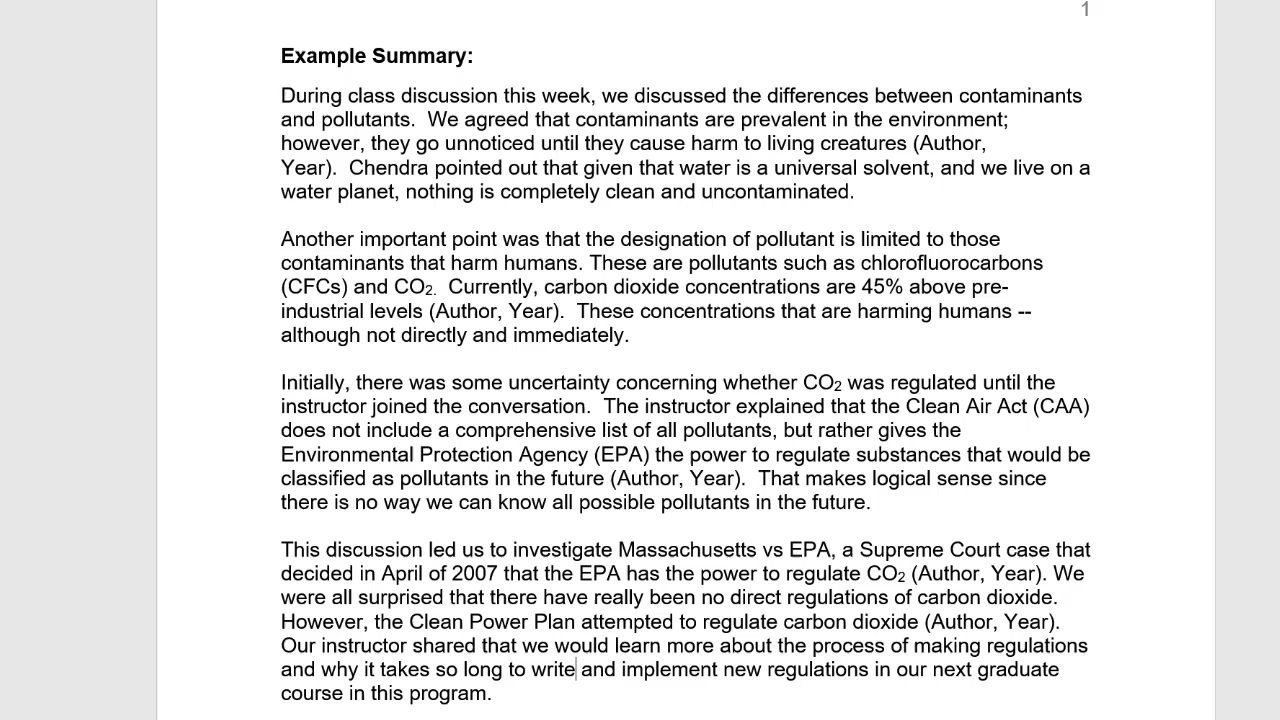 1
Example Summary:
During class discussion this week, we discussed the differences between contaminants
and pollutants.  We agreed that contaminants are prevalent in the environment;
however, they go unnoticed until they cause harm to living creatures (Author,
Year).  Chendra pointed out that given that water is a universal solvent, and we live on a
water planet, nothing is completely clean and uncontaminated.
Another important point was that the designation of pollutant is limited to those
contaminants that harm humans. These are pollutants such as chlorofluorocarbons
(CFCs) and CO₂.  Currently, carbon dioxide concentrations are 45% above pre-
industrial levels (Author, Year).  These concentrations that are harming humans --
although not directly and immediately.
Initially, there was some uncertainty concerning whether CO₂ was regulated until the
instructor joined the conversation.  The instructor explained that the Clean Air Act (CAA)
does not include a comprehensive list of all pollutants, but rather gives the
Environmental Protection Agency (EPA) the power to regulate substances that would be
classified as pollutants in the future (Author, Year).  That makes logical sense since
there is no way we can know all possible pollutants in the future.
This discussion led us to investigate Massachusetts vs EPA, a Supreme Court case that
decided in April of 2007 that the EPA has the power to regulate CO₂ (Author, Year). We
were all surprised that there have really been no direct regulations of carbon dioxide.
However, the Clean Power Plan attempted to regulate carbon dioxide (Author, Year).
Our instructor shared that we would learn more about the process of making regulations
and why it takes so long to write and implement new regulations in our next graduate
course in this program.